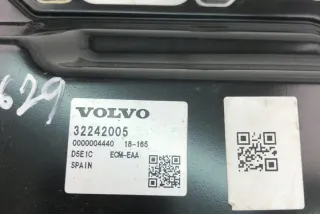 629
VOLVO
32242005
0000004440 18-165
D5E1C ECM-EAA
SPAIN